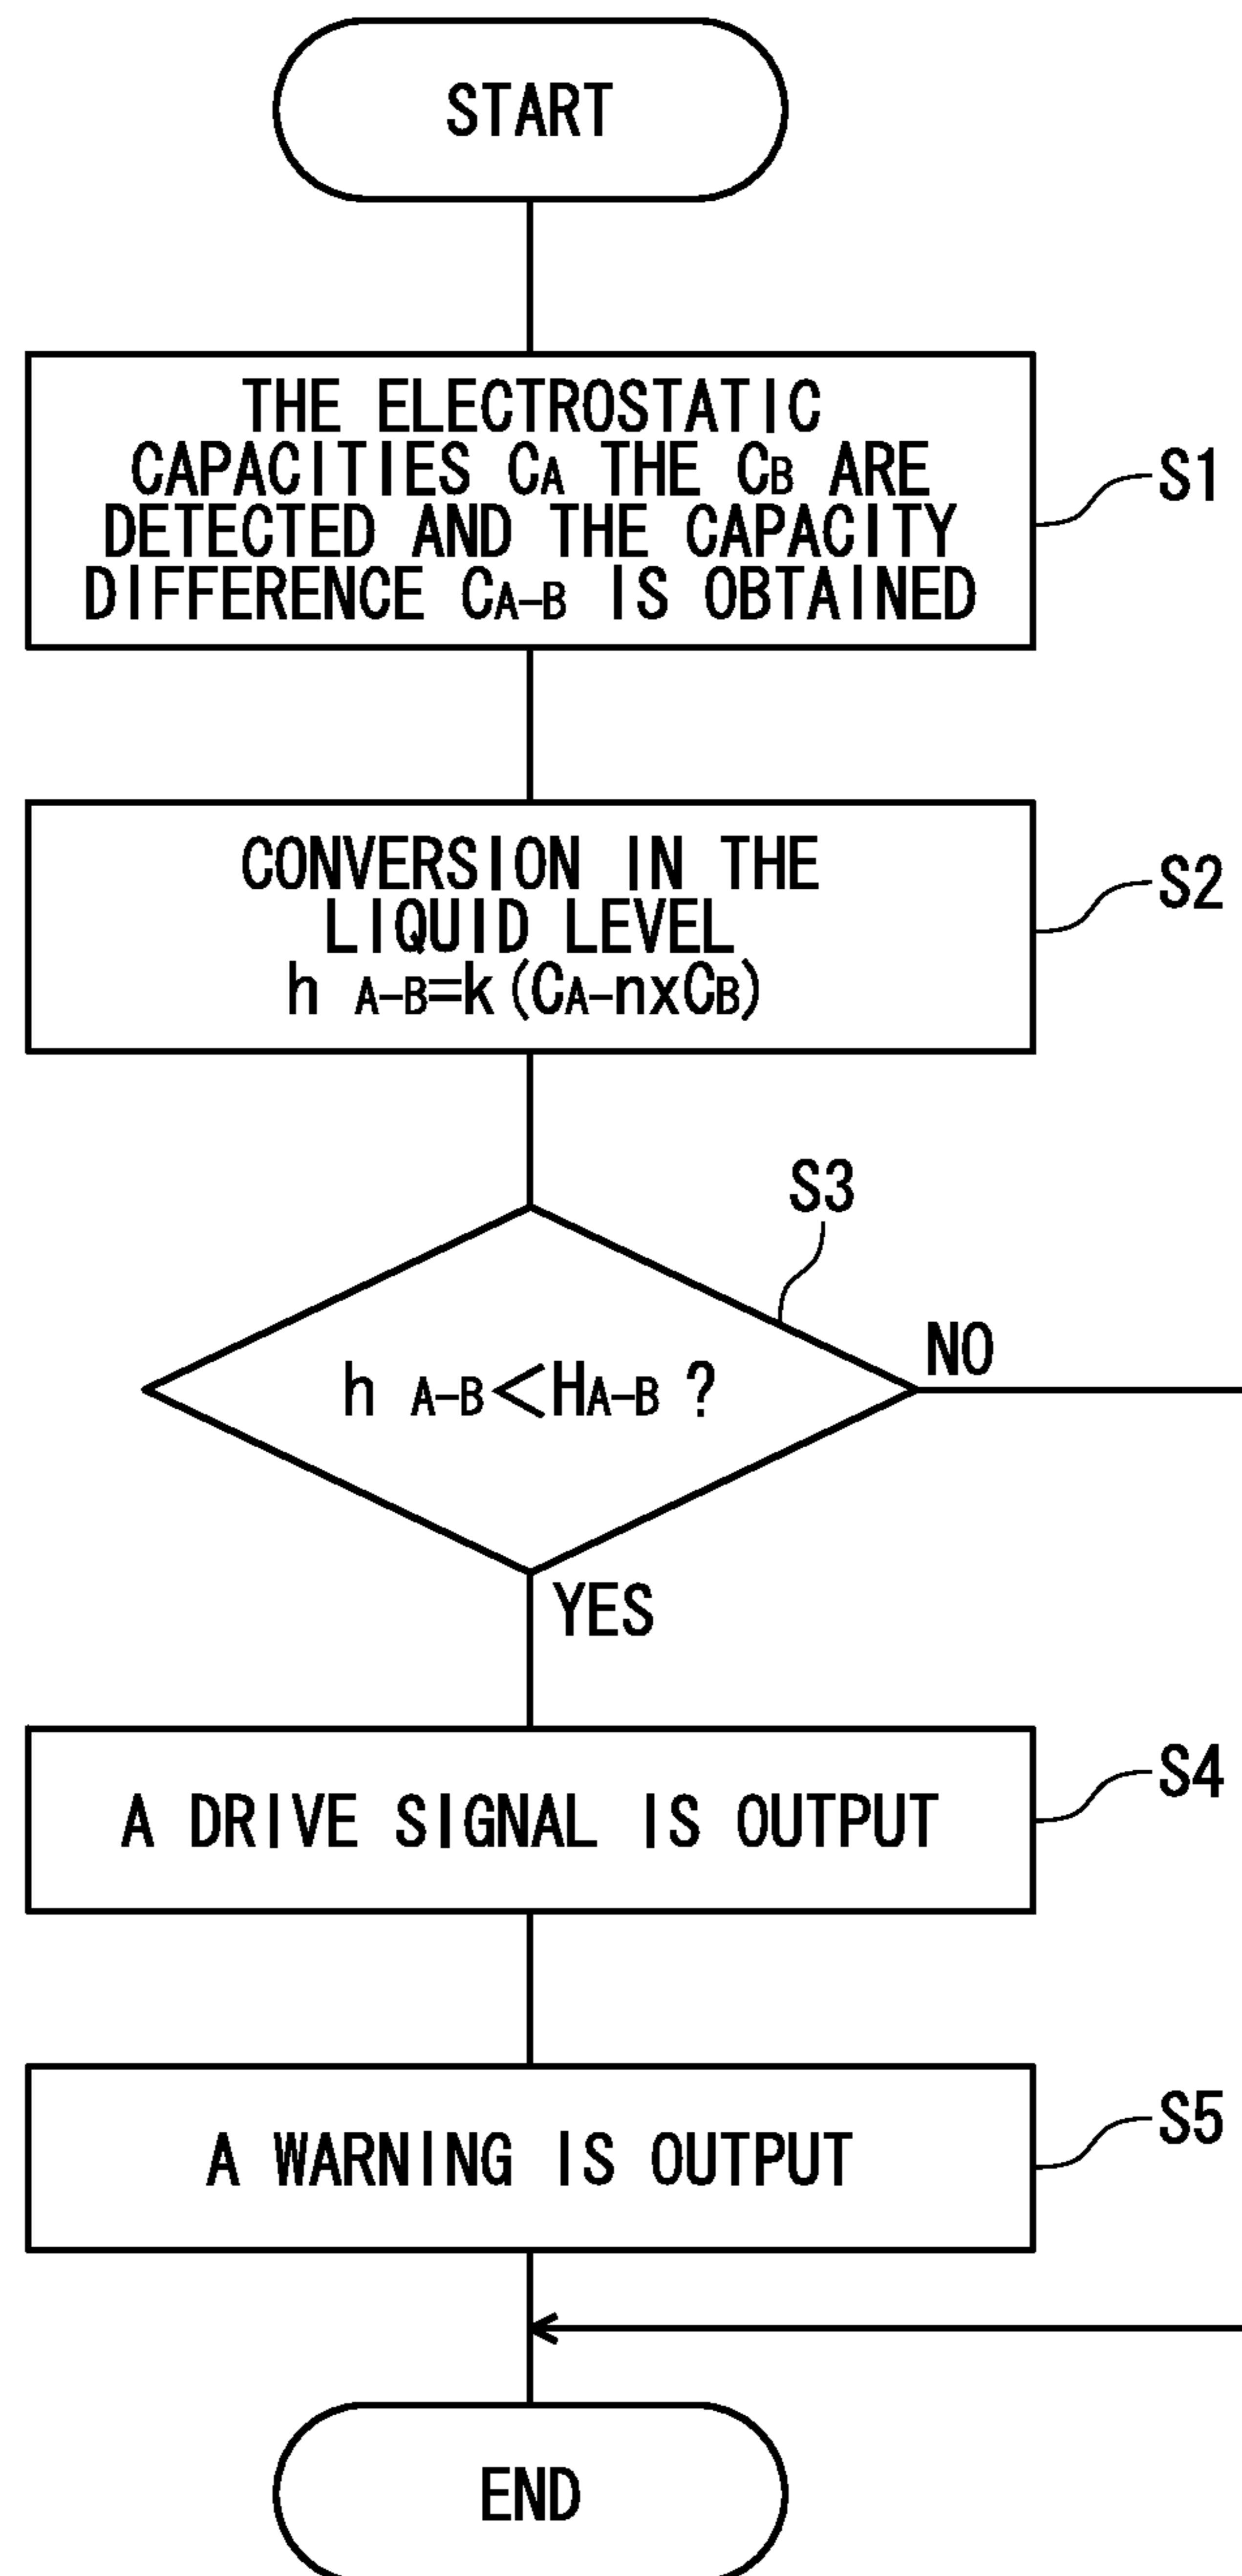 START
THE ELECTROSTATIC
CAPACITIES CA THE CB ARE
DETECTED AND THE CAPACITY
DIFFERENCE CA-B IS OBTAINED
S1
CONVERSION IN THE
LIQUID LEVEL
h A-B=k(CA-nxCB)
S2
S3
h A-B<HA-B ?
NO
YES
A DRIVE SIGNAL IS OUTPUT
S4
A WARNING IS OUTPUT
S5
END